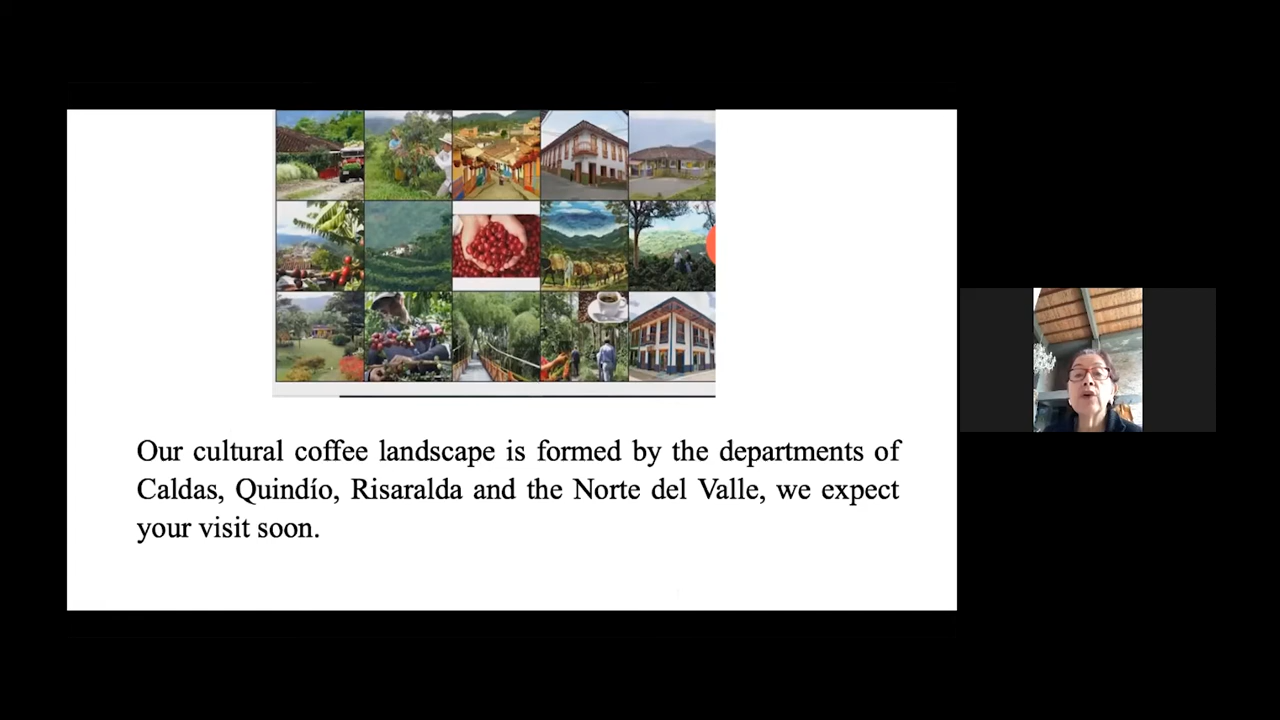 Our cultural coffee landscape is formed by the departments of
Caldas, Quindío, Risaralda and the Norte del Valle, we expect
your visit soon.